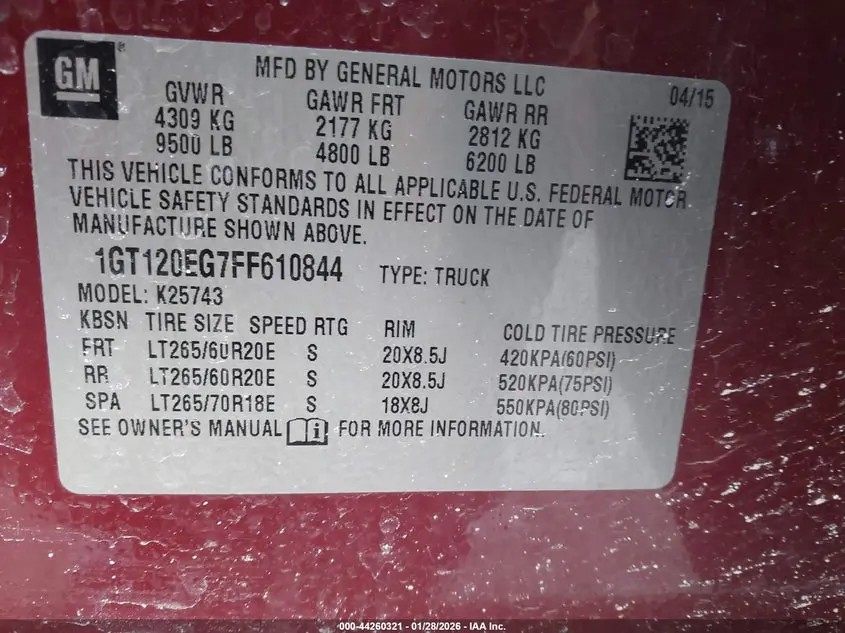 GM ®
MFD BY GENERAL MOTORS LLC
04/15
GVWR GAWR FRT GAWR RR
4309 KG 2177 KG 2812 KG
9500 LB 4800 LB 6200 LB
THIS VEHICLE CONFORMS TO ALL APPLICABLE U.S. FEDERAL MOTOR
VEHICLE SAFETY STANDARDS IN EFFECT ON THE DATE OF
MANUFACTURE SHOWN ABOVE.
1GT120EG7FF610844 TYPE: TRUCK
MODEL: K25743
KBSN TIRE SIZE SPEED RTG RIM COLD TIRE PRESSURE
FRT LT265/60R20E S 20X8.5J 420KPA(60PSI)
RR LT265/60R20E S 20X8.5J 520KPA(75PSI)
SPA LT265/70R18E S 18X8J 550KPA(80PSI)
SEE OWNER'S MANUAL FOR MORE INFORMATION.
000-44260321 - 01/28/2026 - IAA Inc.